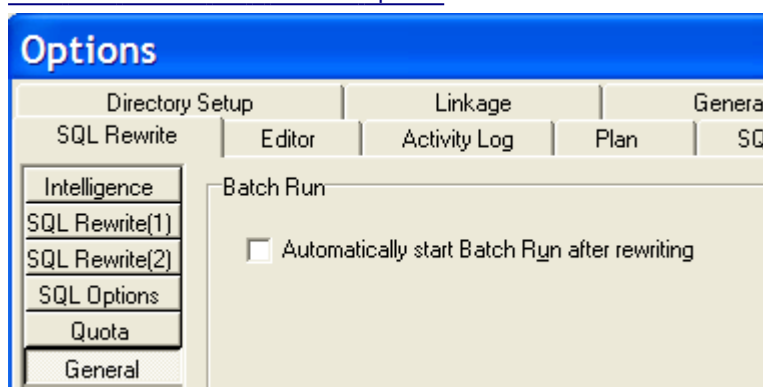 Options
Directory Setup Linkage
SQL Rewrite Editor Activity Log Plan
Intelligence Batch Run
SQL Rewrite(1)
Automatically start Batch Run after rewriting
SQL Rewrite(2)
SQL Options
Quota
General